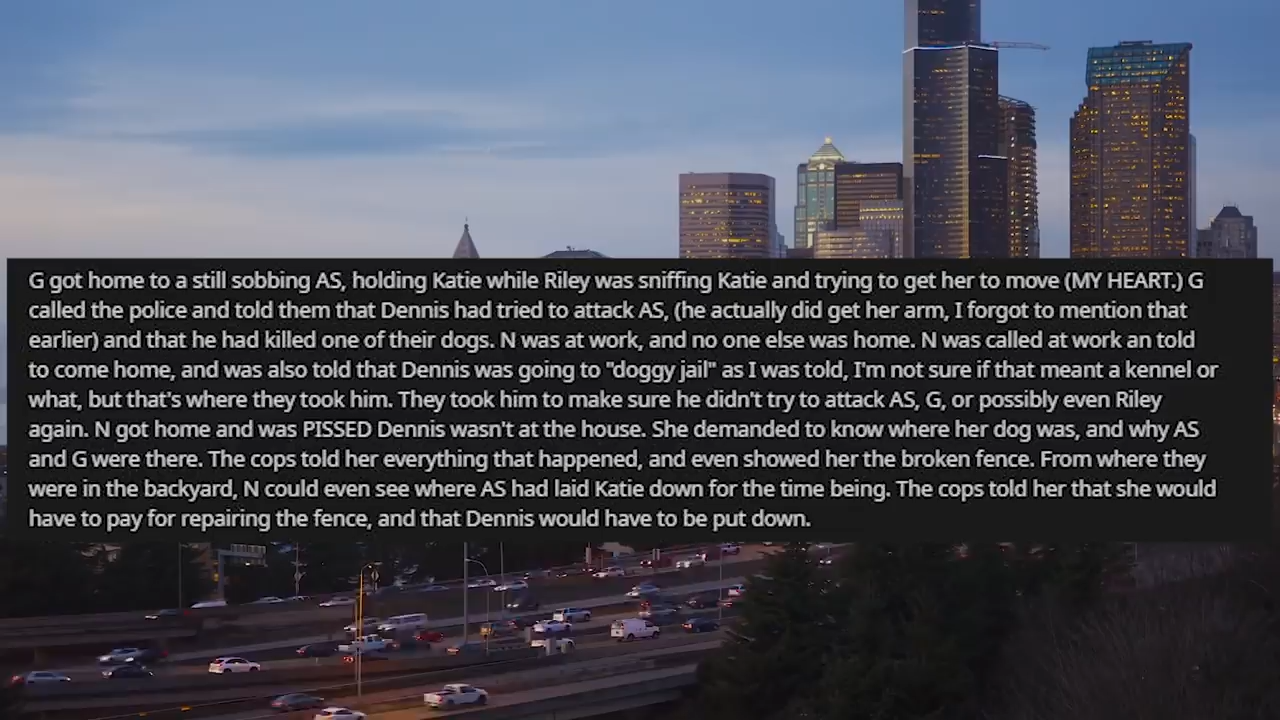 G got home to a still sobbing AS, holding Katie while Riley was sniffing Katie and trying to get her to move (MY HEART.) G
called the police and told them that Dennis had tried to attack AS, (he actually did get her arm, I forgot to mention that
earlier) and that he had killed one of their dogs. N was at work, and no one else was home. N was called at work an told
to come home, and was also told that Dennis was going to "doggy jail" as I was told, I'm not sure if that meant a kennel or
what, but that's where they took him. They took him to make sure he didn't try to attack AS, G, or possibly even Riley
again. N got home and was PISSED Dennis wasn't at the house. She demanded to know where her dog was, and why AS
and G were there. The cops told her everything that happened, and even showed her the broken fence. From where they
were in the backyard, N could even see where AS had laid Katie down for the time being. The cops told her that she would
have to pay for repairing the fence, and that Dennis would have to be put down.